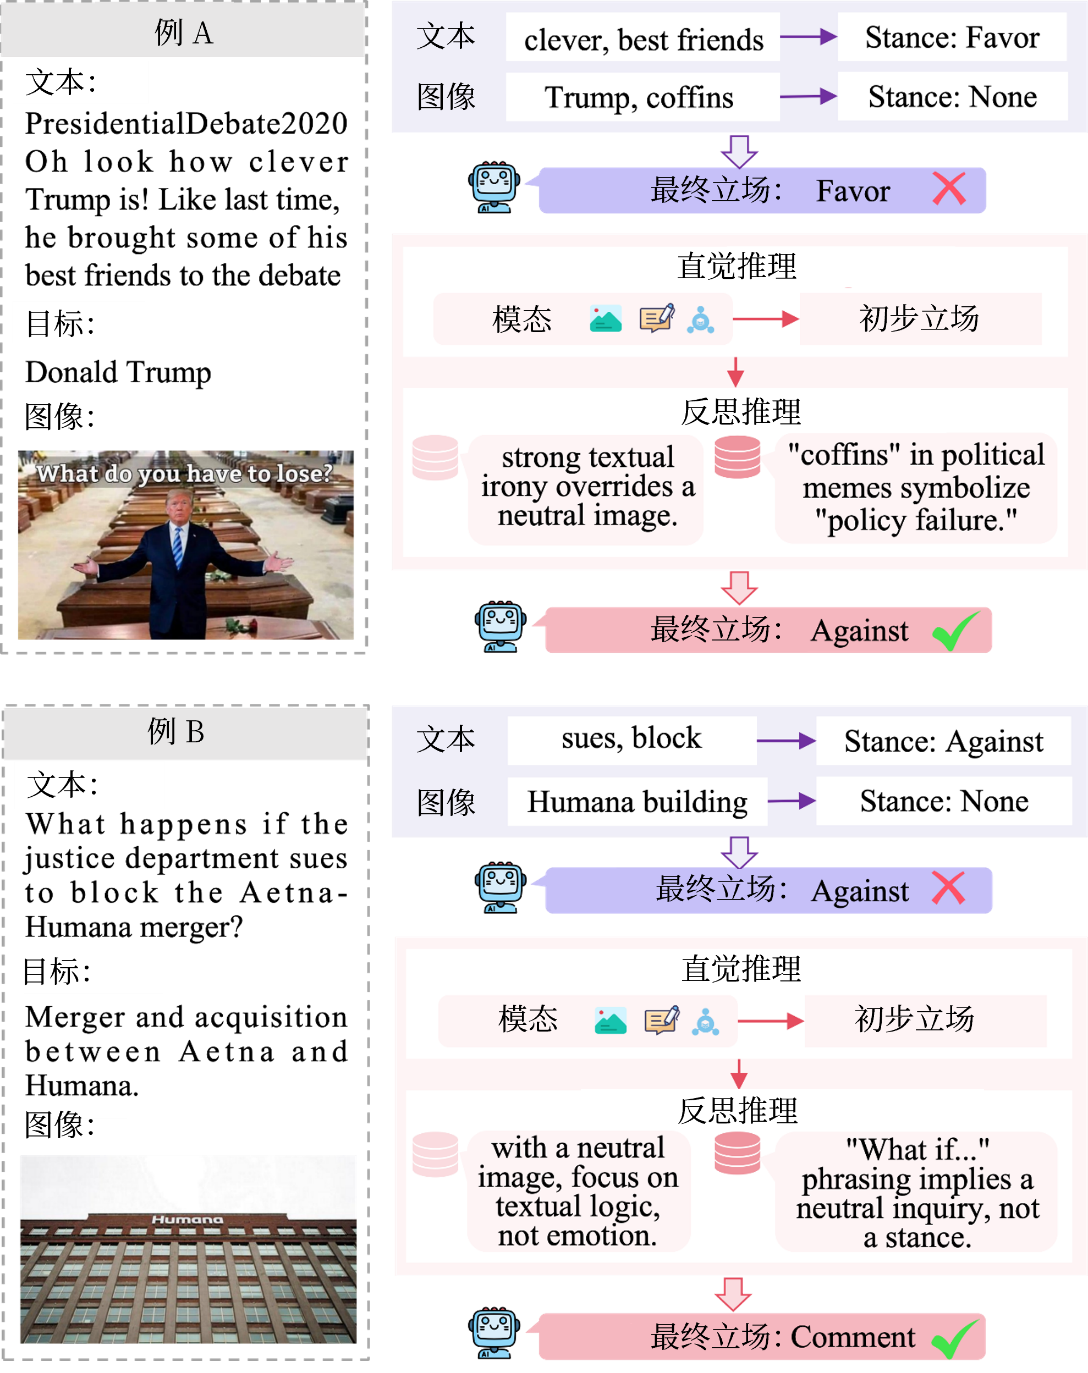 例 A
文本：
PresidentialDebate2020
Oh look how clever
Trump is! Like last time,
he brought some of his
best friends to the debate
目标：
Donald Trump
图像：
What do you have to lose?
文本
clever, best friends
Stance: Favor
图像
Trump, coffins
Stance: None
AI
最终立场： Favor
直觉推理
模态
初步立场
反思推理
strong textual
irony overrides a
neutral image.
"coffins" in political
memes symbolize
"policy failure."
AI
最终立场： Against
例 B
文本：
What happens if the
justice department sues
to block the Aetna-
Humana merger?
目标：
Merger and acquisition
between Aetna and
Humana.
图像：
Humana
文本
sues, block
Stance: Against
图像
Humana building
Stance: None
AI
最终立场： Against
直觉推理
模态
初步立场
反思推理
with a neutral
image, focus on
textual logic,
not emotion.
"What if..."
phrasing implies a
neutral inquiry, not
a stance.
AI
最终立场：Comment